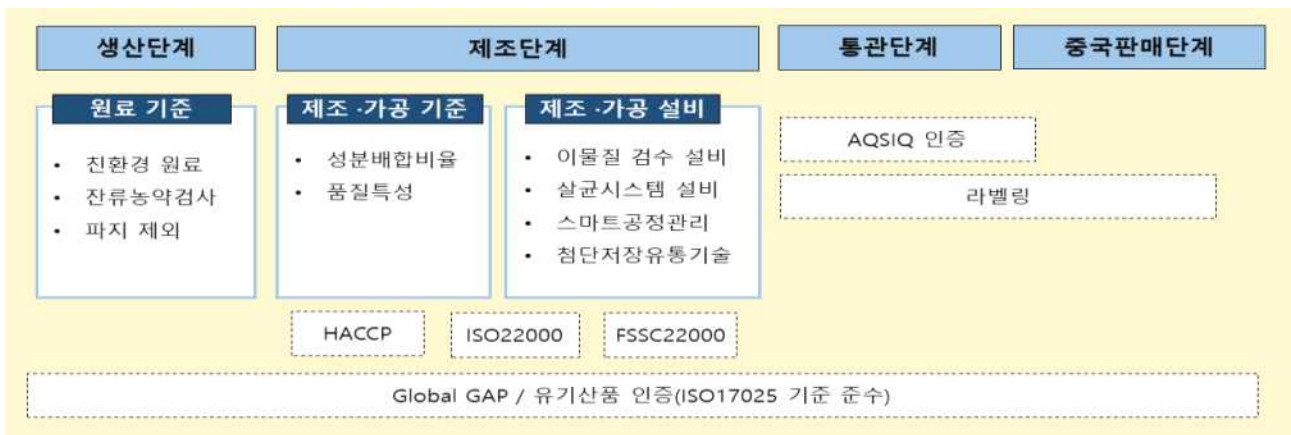 생산단계
제조단계
통관단계
중국판매단계
원료 기준
• 친환경 원료
• 잔류농약검사
• 파지 제외
제조 ·가공 기준
• 성분배합비율
• 품질특성
제조 ·가공 설비
• 이물질 검수 설비
• 살균시스템 설비
• 스마트공정관리
• 첨단저장유통기술
AQSIQ 인증
라벨링
HACCP
ISO22000
FSSC22000
Global GAP / 유기산품 인증(ISO17025 기준 준수)